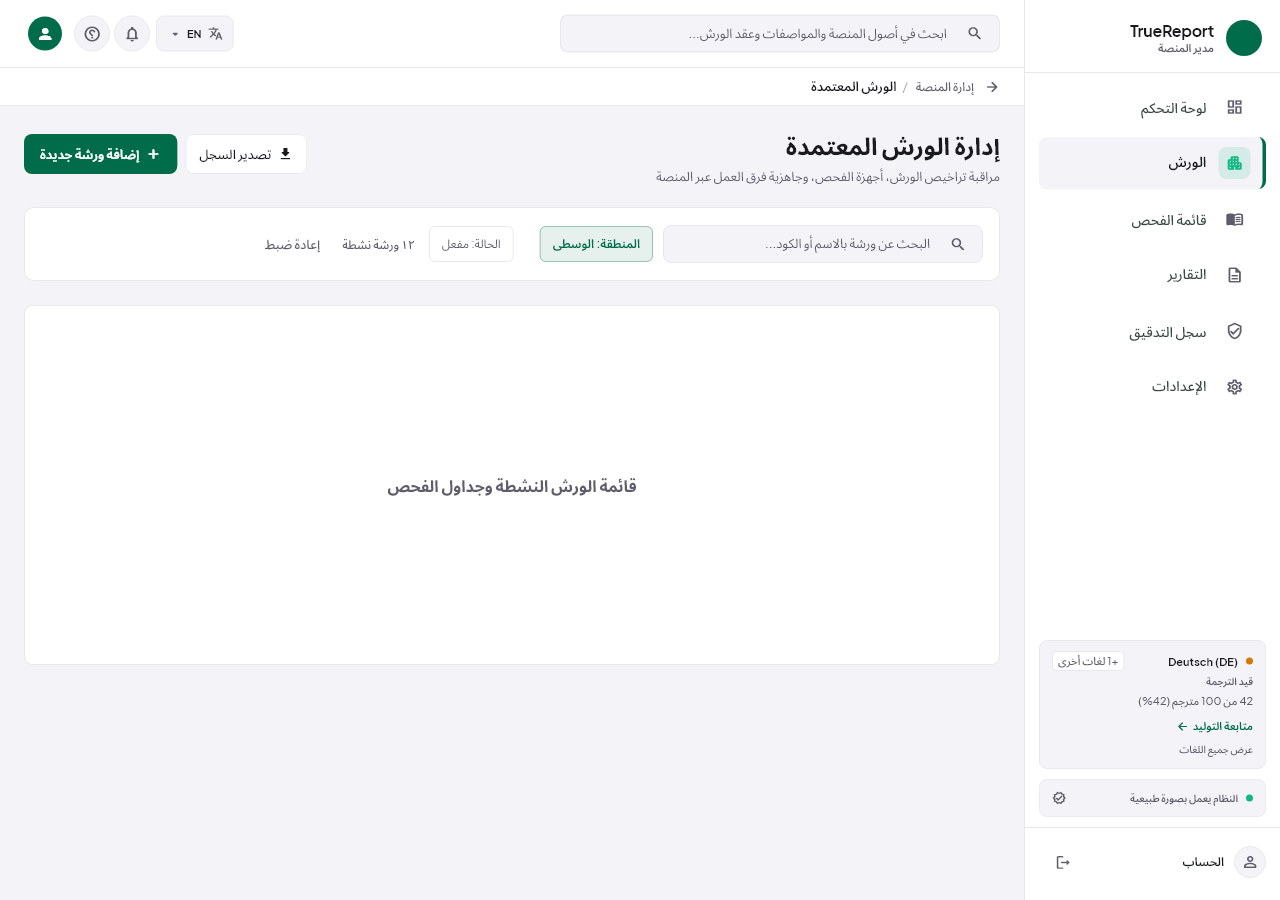 TrueReport
مدير المنصة
لوحة التحكم
الورش
قائمة الفحص
التقارير
سجل التدقيق
الإعدادات
Deutsch (DE)
+1 لغات أخرى
قيد الترجمة
42 من 100 مترجم (42%)
متابعة التوليد ←
عرض جميع اللغات
النظام يعمل بصورة طبيعية
الحساب
ابحث في أصول المنصة والمواصفات وعقد الورش...
EN
إدارة المنصة / الورش المعتمدة
إدارة الورش المعتمدة
مراقبة تراخيص الورش، أجهزة الفحص، وجاهزية فرق العمل عبر المنصة
تصدير السجل
إضافة ورشة جديدة
البحث عن ورشة بالاسم أو الكود...
المنطقة: الوسطى
الحالة: مفعل
١٢ ورشة نشطة
إعادة ضبط
قائمة الورش النشطة وجداول الفحص